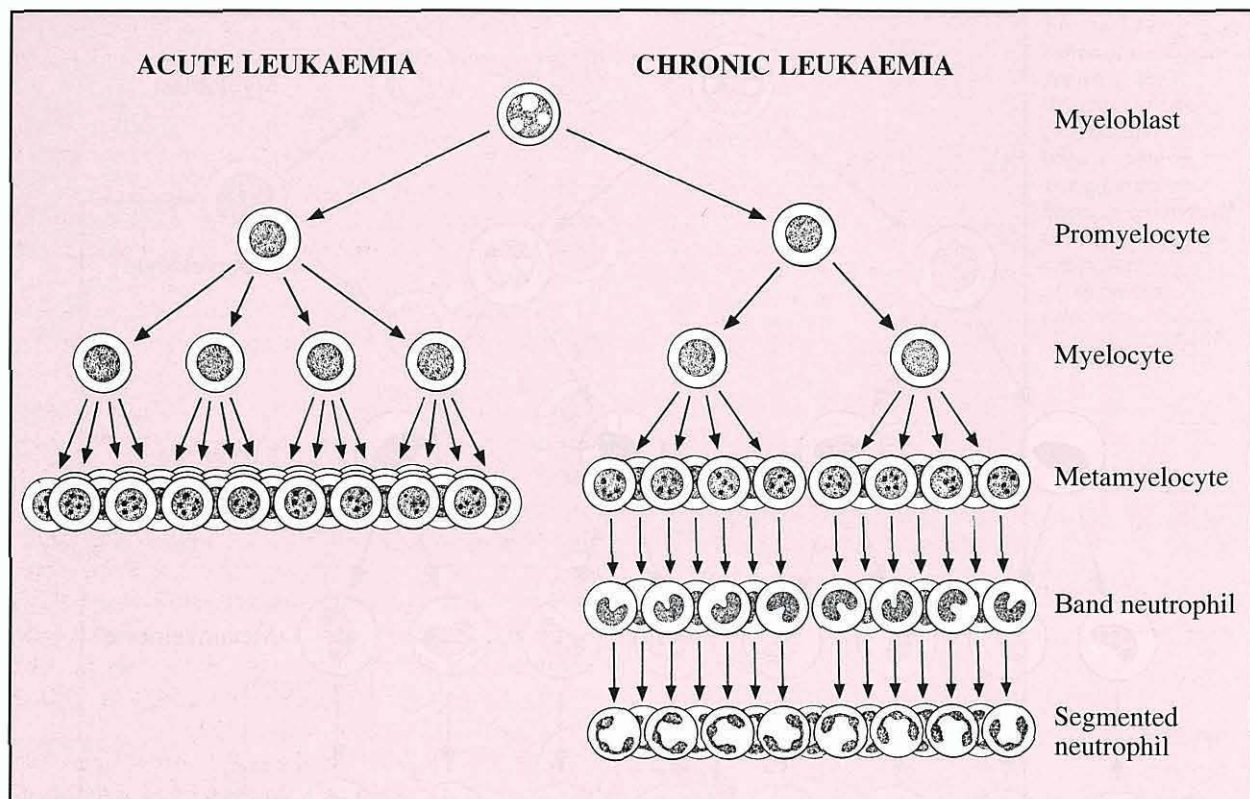 ACUTE LEUKAEMIA
CHRONIC LEUKAEMIA
Myeloblast
Promyelocyte
Myelocyte
Metamyelocyte
Band neutrophil
Segmented
neutrophil